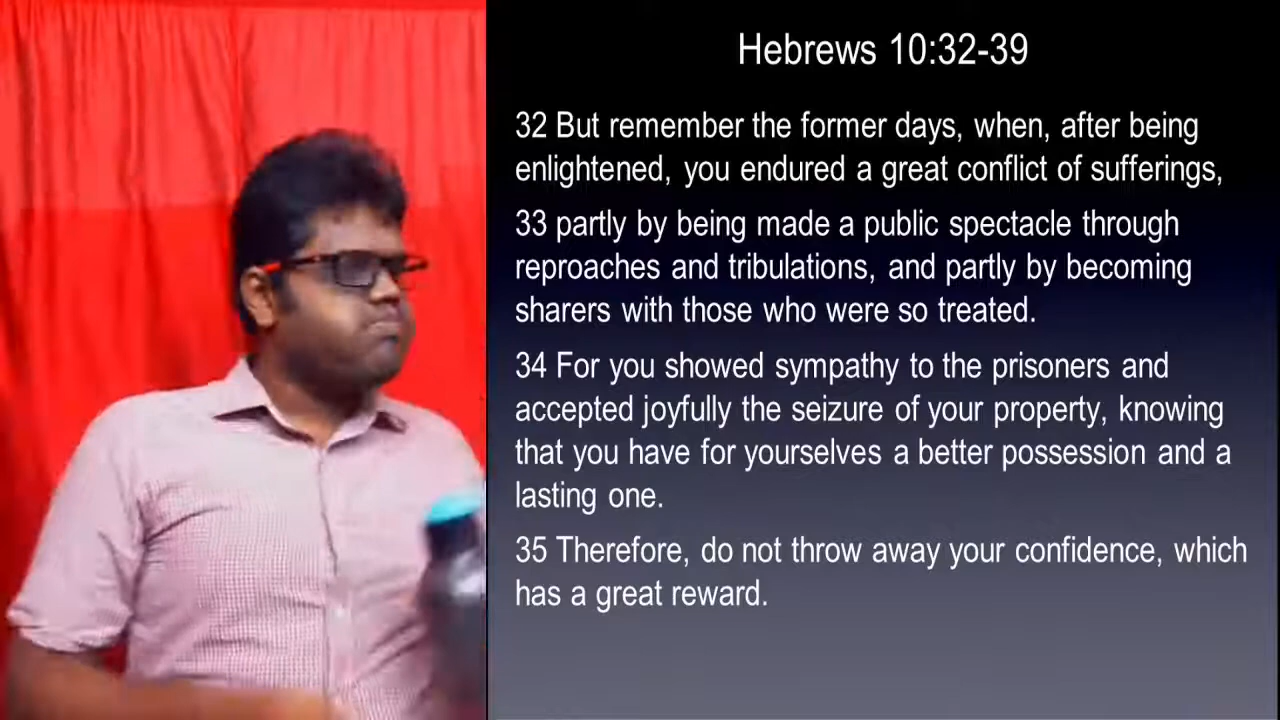 Hebrews 10:32-39
32 But remember the former days, when, after being
enlightened, you endured a great conflict of sufferings,
33 partly by being made a public spectacle through
reproaches and tribulations, and partly by becoming
sharers with those who were so treated.
34 For you showed sympathy to the prisoners and
accepted joyfully the seizure of your property, knowing
that you have for yourselves a better possession and a
lasting one.
35 Therefore, do not throw away your confidence, which
has a great reward.